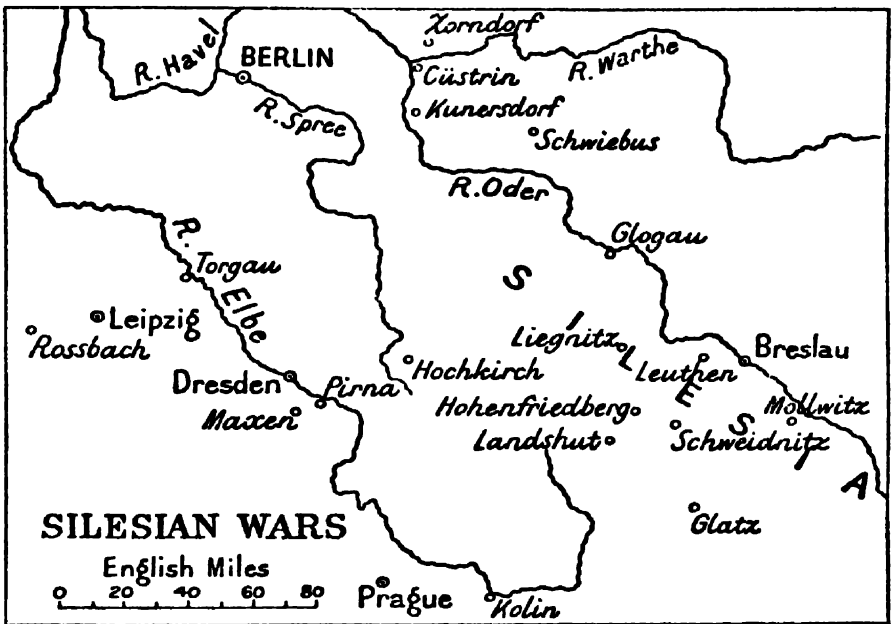 Zorndorf
R. Havel
BERLIN
Cüstrin
R. Warthe
R. Spree
Kunersdorf
Schwiebus
R. Oder
R. Elbe
Glogau
Torgau
SILESIA
Leipzig
Rossbach
Liegnitz
Leuthen
Breslau
Dresden
Pirna
Hochkirch
Maxen
Hohenfriedberg
Mollwitz
Landshut
Schweidnitz
SILESIAN WARS
Glatz
English Miles
0 20 40 60 80
Prague
Kolin